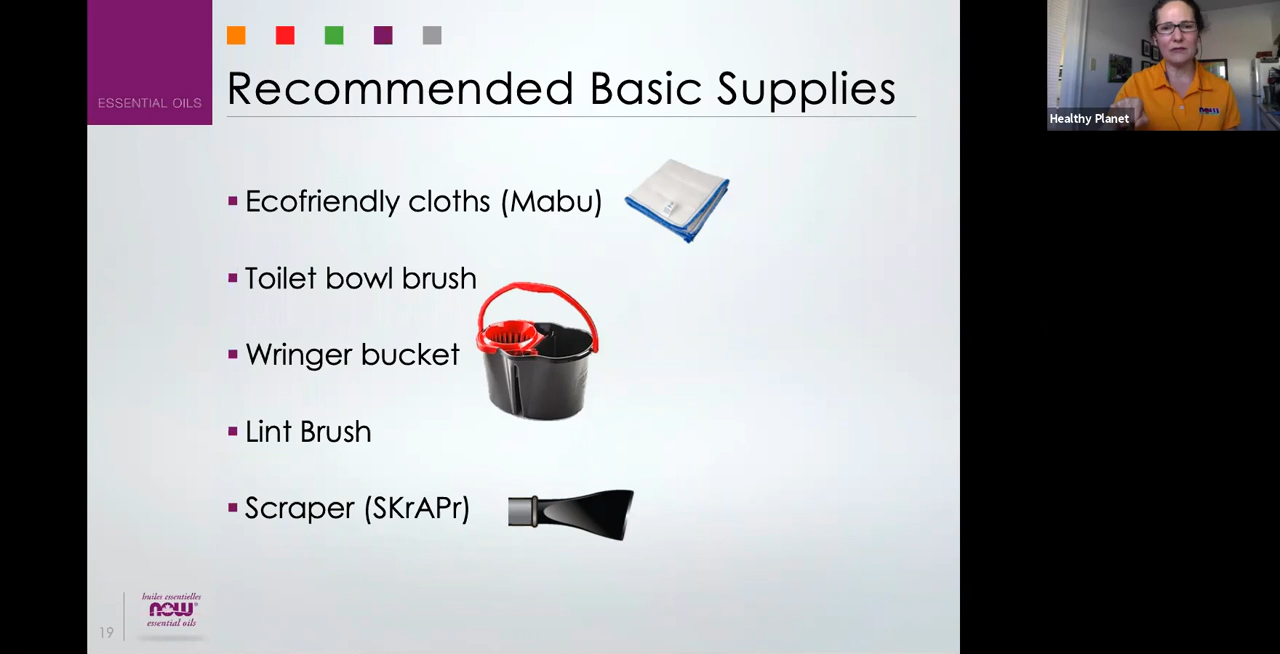 ESSENTIAL OILS
Recommended Basic Supplies
Ecofriendly cloths (Mabu)
Toilet bowl brush
Wringer bucket
Lint Brush
Scraper (SKrAPr)
19
huiles essentielles
now®
essential oils
Healthy Planet
now